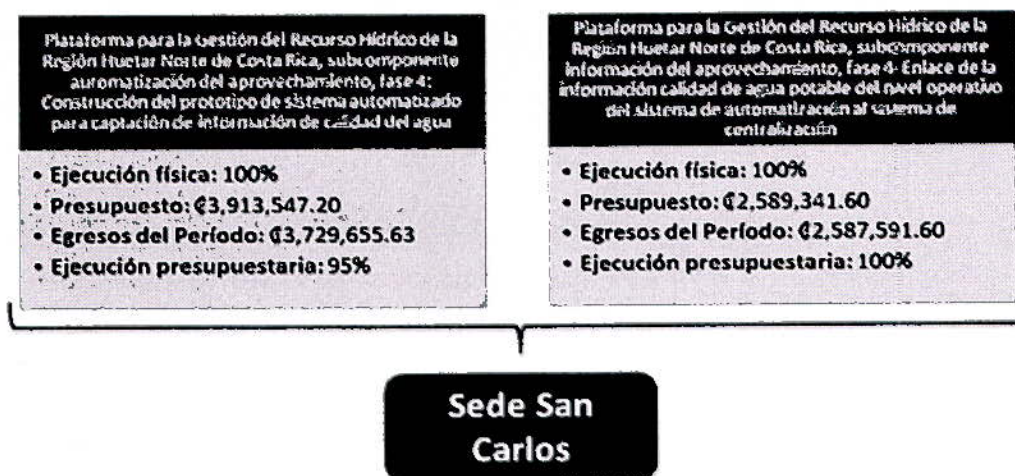 Plataforma para la Gestión del Recurso Hídrico de la
Región Huetar Norte de Costa Rica, subcomponente
automatización del aprovechamiento, fase 4:
Construcción del prototipo de sistema automatizado
para captación de información de calidad del agua
• Ejecución física: 100%
• Presupuesto: ₡3,913,547.20
• Egresos del Período: ₡3,729,655.63
• Ejecución presupuestaria: 95%
Plataforma para la Gestión del Recurso Hídrico de la
Región Huetar Norte de Costa Rica, subcomponente
información del aprovechamiento, fase 4- Enlace de la
información calidad de agua potable del nivel operativo
del sistema de automatización al sistema de
centralización
• Ejecución física: 100%
• Presupuesto: ₡2,589,341.60
• Egresos del Período: ₡2,587,591.60
• Ejecución presupuestaria: 100%
Sede San
Carlos